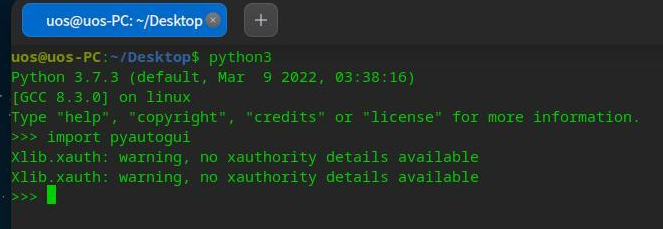 uos@uos-PC: ~/Desktop
uos@uos-PC:~/Desktop$ python3
Python 3.7.3 (default, Mar  9 2022, 03:38:16)
[GCC 8.3.0] on linux
Type "help", "copyright", "credits" or "license" for more information.
>>> import pyautogui
Xlib.xauth: warning, no xauthority details available
Xlib.xauth: warning, no xauthority details available
>>>